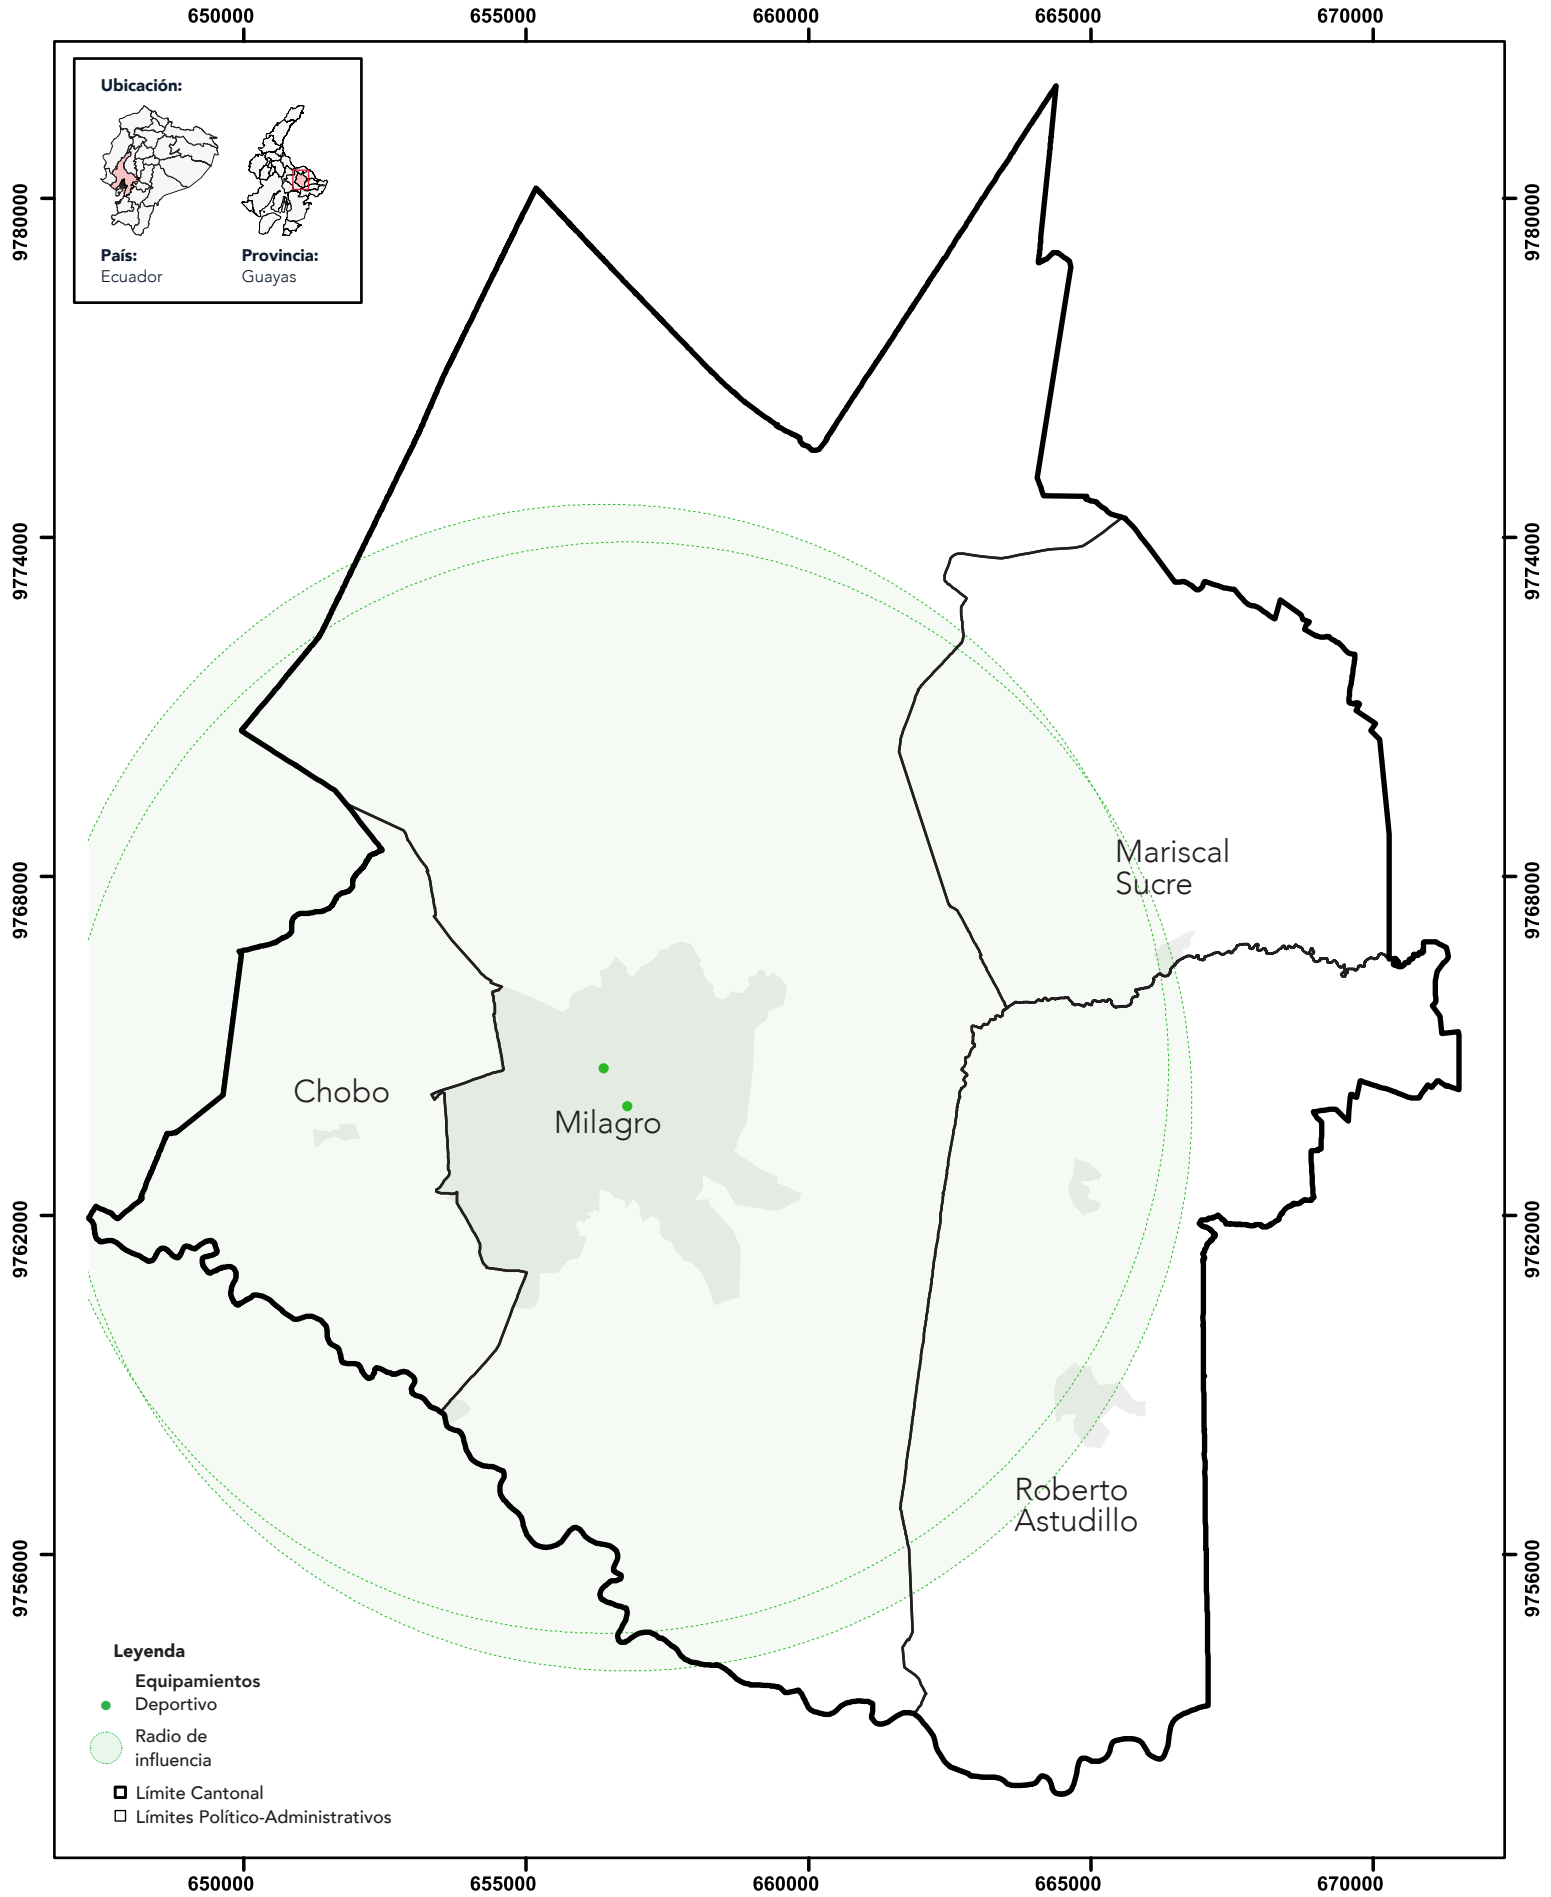 650000
655000
660000
665000
670000
Ubicación:
País:
Ecuador
Provincia:
Guayas
9780000
9780000
9774000
9774000
Mariscal
Sucre
9768000
9768000
Chobo
Milagro
9762000
9762000
Roberto
Astudillo
9756000
9756000
Leyenda
Equipamientos
Deportivo
Radio de
influencia
Límite Cantonal
Límites Político-Administrativos
650000
655000
660000
665000
670000